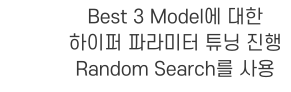 Best 3 Model에 대한
하이퍼 파라미터 튜닝 진행
Random Search를 사용